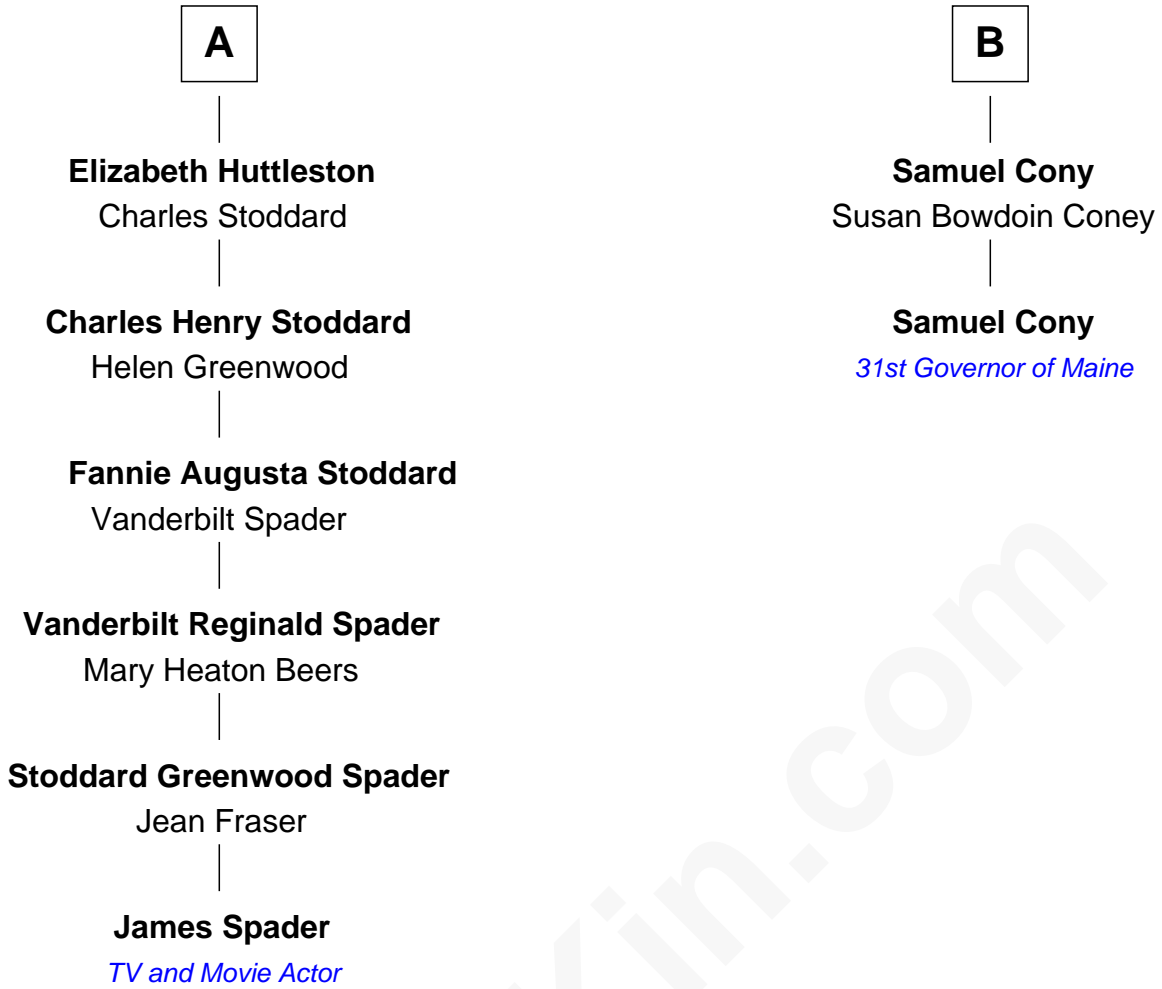 A
Elizabeth Huttleston
Charles Stoddard
Charles Henry Stoddard
Helen Greenwood
Fannie Augusta Stoddard
Vanderbilt Spader
Vanderbilt Reginald Spader
Mary Heaton Beers
Stoddard Greenwood Spader
Jean Fraser
James Spader
TV and Movie Actor
B
Samuel Cony
Susan Bowdoin Coney
Samuel Cony
31st Governor of Maine
Kin.com